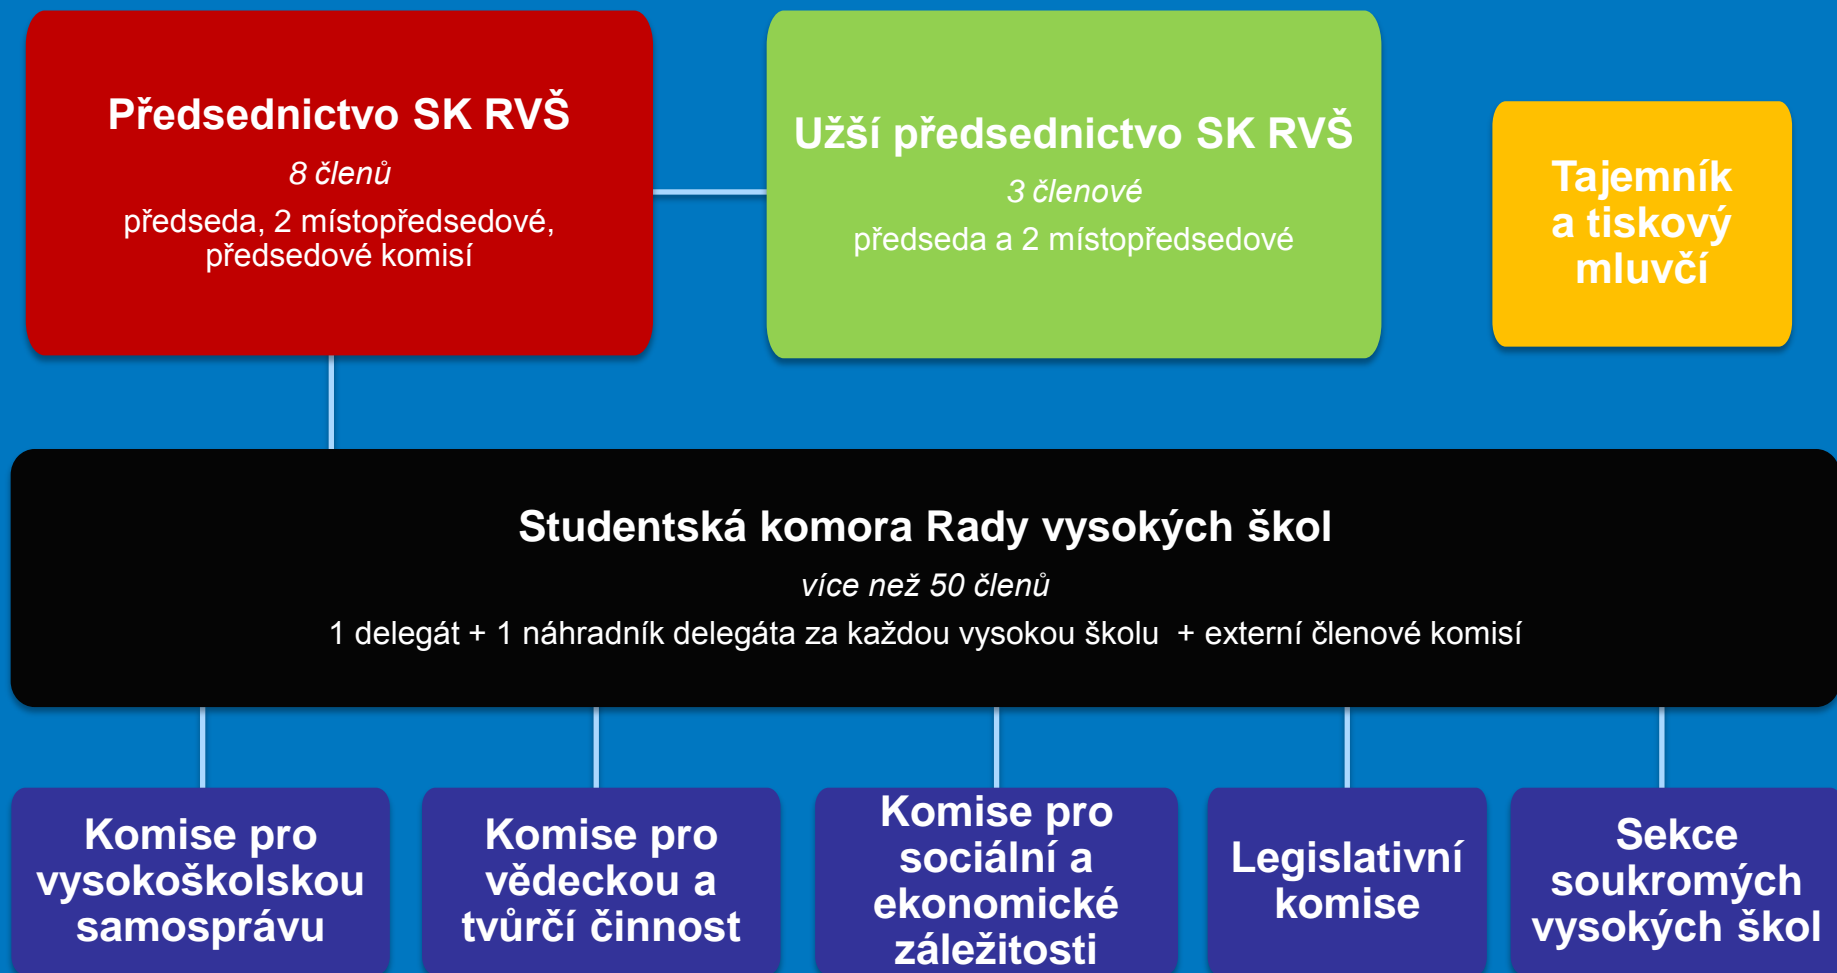 Předsednictvo SK RVŠ
8 členů
předseda, 2 místopředsedové,
předsedové komisí
Užší předsednictvo SK RVŠ
3 členové
předseda a 2 místopředsedové
Tajemník
a tiskový
mluvčí
Studentská komora Rady vysokých škol
více než 50 členů
1 delegát + 1 náhradník delegáta za každou vysokou školu + externí členové komisí
Komise pro
vysokoškolskou
samosprávu
Komise pro
vědeckou a
tvůrčí činnost
Komise pro
sociální a
ekonomické
záležitosti
Legislativní
komise
Sekce
soukromých
vysokých škol